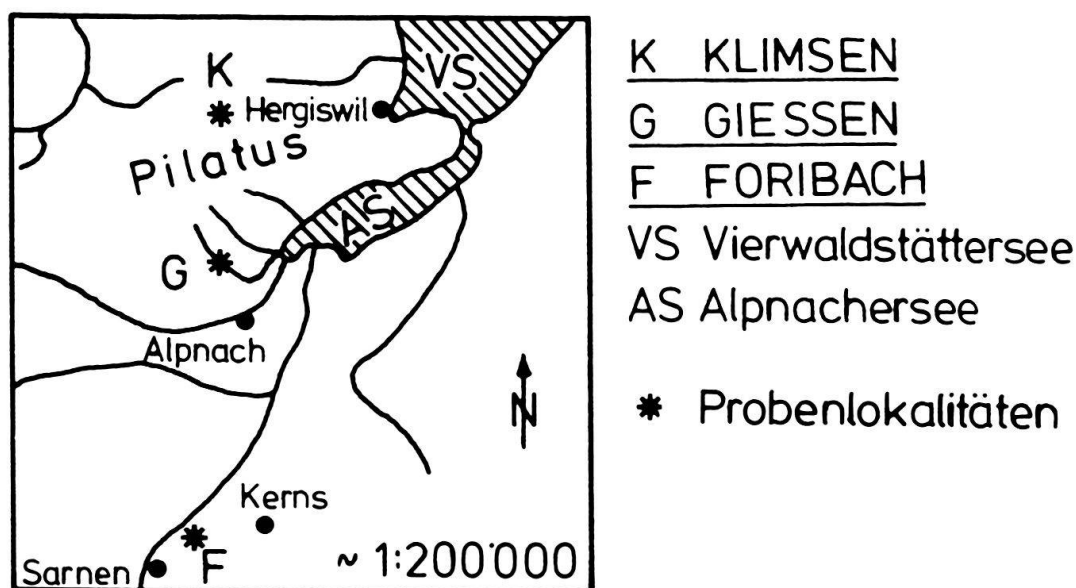 K
VS
Hergiswil
Pilatus
AS
G
Alpnach
N
Kerns
Sarnen
F
~ 1:200'000
K KLIMSEN
G GIESSEN
F FORIBACH
VS Vierwaldstättersee
AS Alpnachersee
* Probenlokalitäten